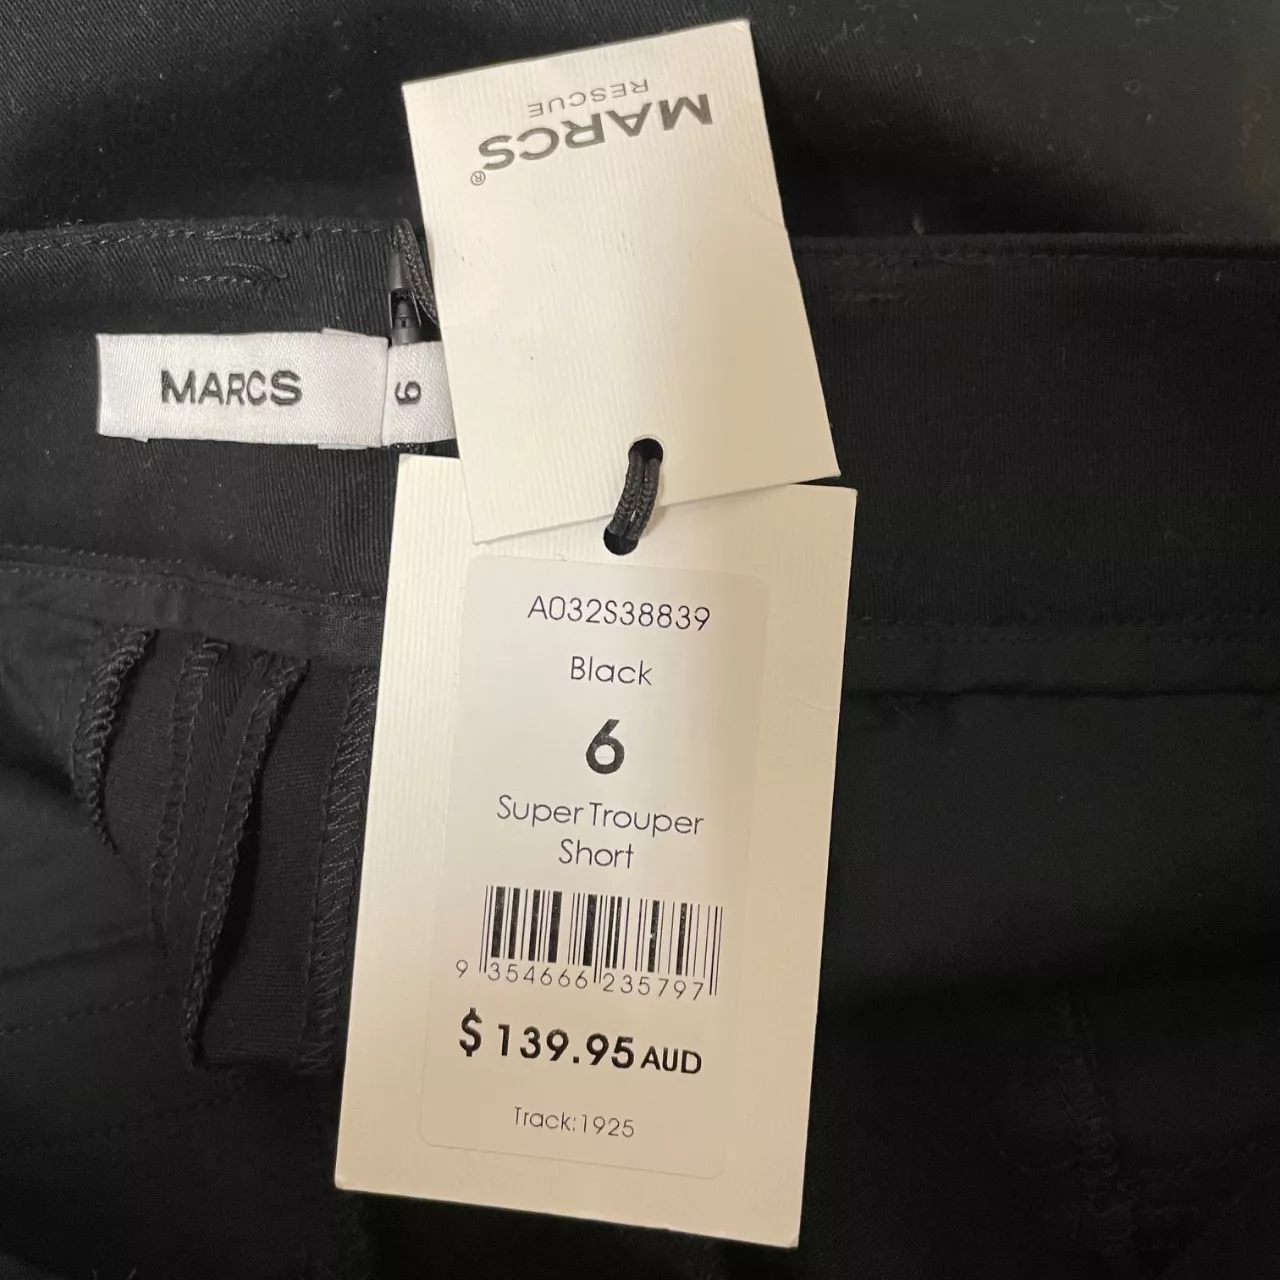 MARCS®
RESCUE
MARCS
6
A032S38839
Black
6
Super Trouper
Short
9 354666 235797
$139.95 AUD
Track:1925